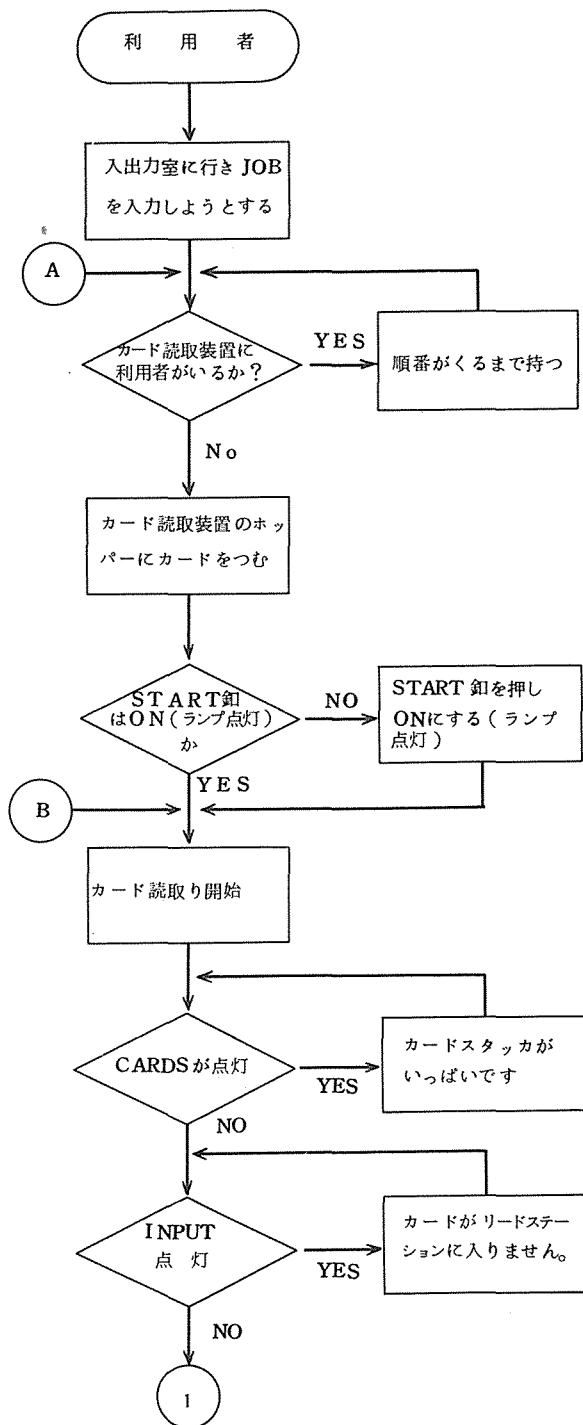 利用者
入出力室に行き JOB
を入力しようとする
A
カード読取装置に
利用者がいるか？
YES
順番がくるまで持つ
No
カード読取装置のホッ
パーにカードをつむ
START釦
はON(ランプ点灯)
か
NO
START 釦を押し
ONにする(ランプ
点灯)
YES
B
カード読取り開始
CARDSが点灯
YES
カードスタッカが
いっぱいです
NO
INPUT
点灯
YES
カードがリードステー
ションに入りません。
NO
1